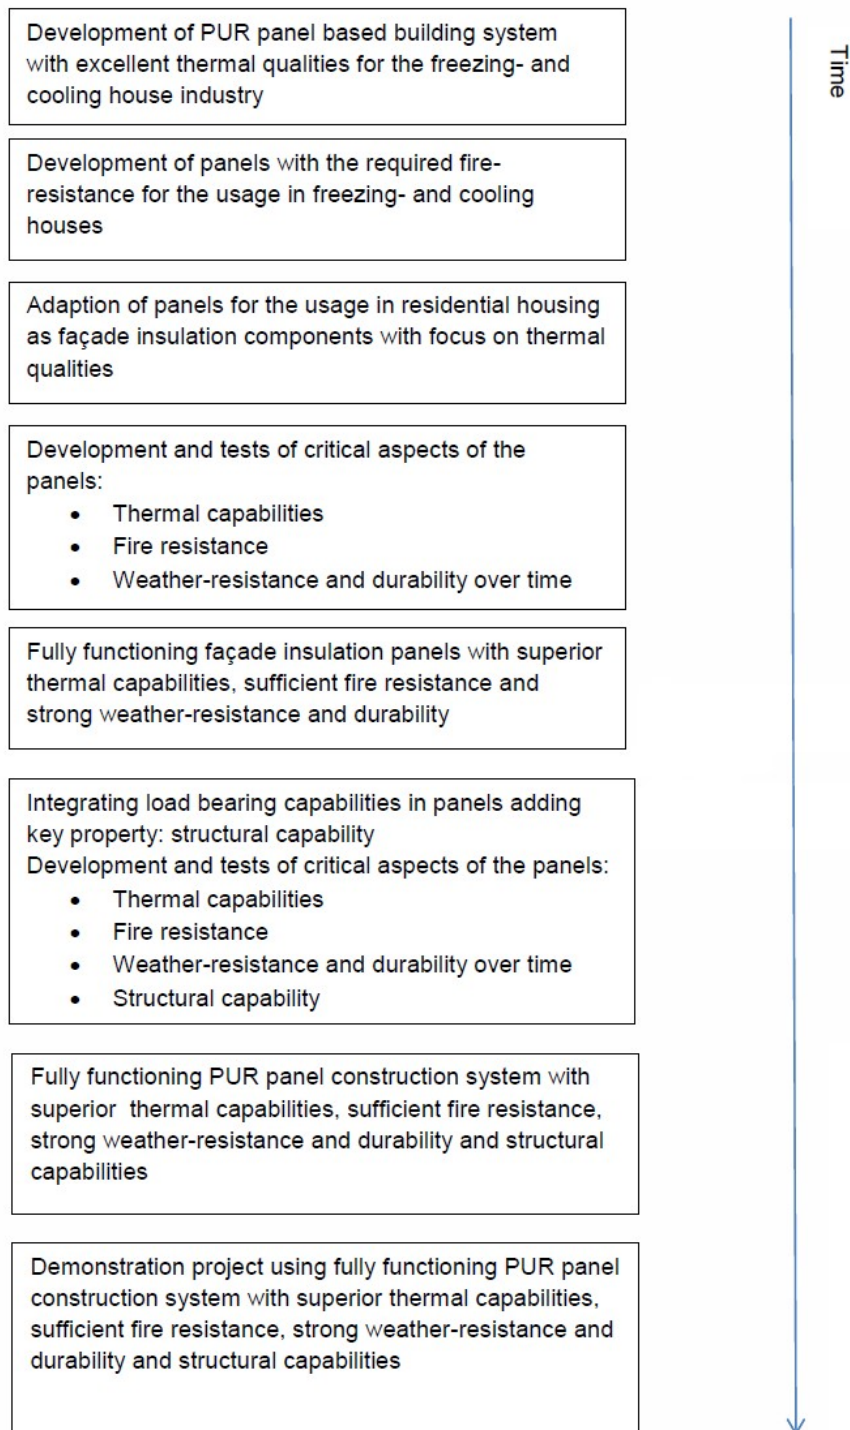 Development of PUR panel based building system
with excellent thermal qualities for the freezing- and
cooling house industry
Time
Development of panels with the required fire-
resistance for the usage in freezing- and cooling
houses
Adaption of panels for the usage in residential housing
as façade insulation components with focus on thermal
qualities
Development and tests of critical aspects of the
panels:
• Thermal capabilities
• Fire resistance
• Weather-resistance and durability over time
Fully functioning façade insulation panels with superior
thermal capabilities, sufficient fire resistance and
strong weather-resistance and durability
Integrating load bearing capabilities in panels adding
key property: structural capability
Development and tests of critical aspects of the panels:
• Thermal capabilities
• Fire resistance
• Weather-resistance and durability over time
• Structural capability
Fully functioning PUR panel construction system with
superior  thermal capabilities, sufficient fire resistance,
strong weather-resistance and durability and structural
capabilities
Demonstration project using fully functioning PUR panel
construction system with superior thermal capabilities,
sufficient fire resistance, strong weather-resistance and
durability and structural capabilities